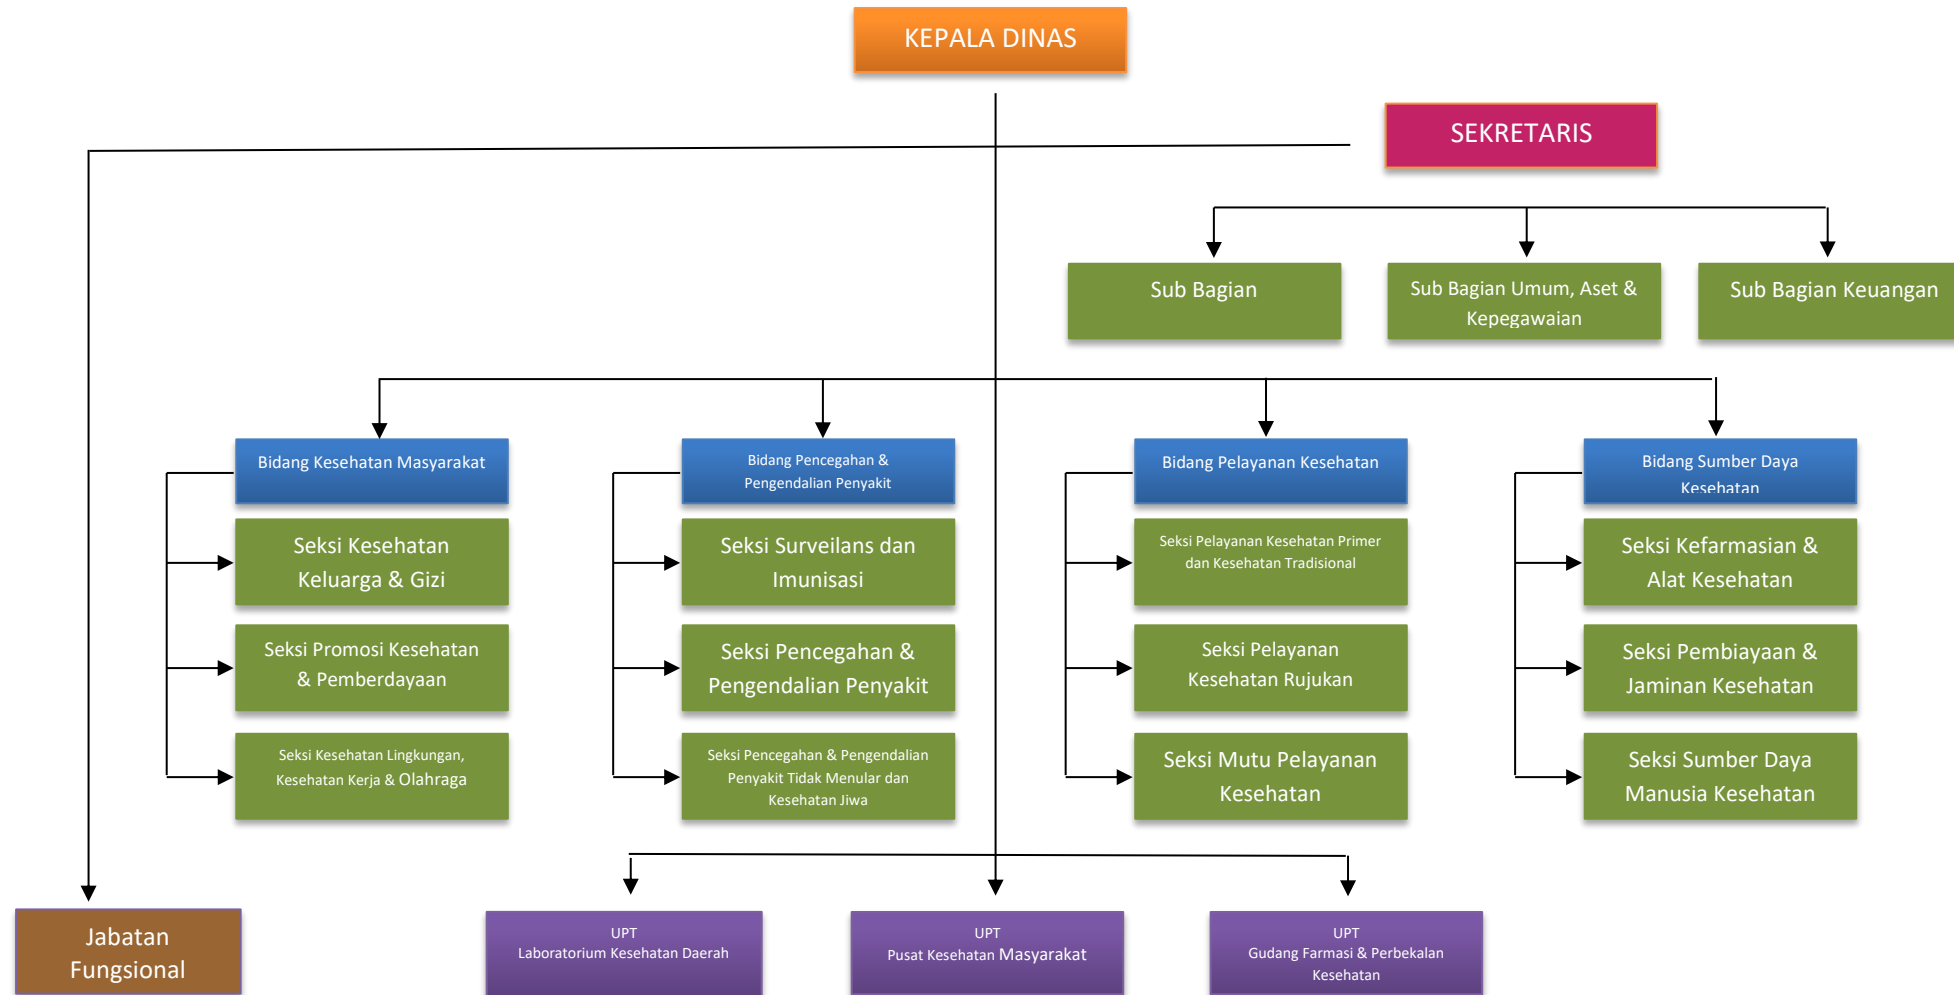 KEPALA DINAS
SEKRETARIS
Sub Bagian
Sub Bagian Umum, Aset &
Kepegawaian
Sub Bagian Keuangan
Bidang Kesehatan Masyarakat
Bidang Pencegahan &
Pengendalian Penyakit
Bidang Pelayanan Kesehatan
Bidang Sumber Daya
Kesehatan
Seksi Kesehatan
Keluarga & Gizi
Seksi Surveilans dan
Imunisasi
Seksi Pelayanan Kesehatan Primer
dan Kesehatan Tradisional
Seksi Kefarmasian &
Alat Kesehatan
Seksi Promosi Kesehatan
& Pemberdayaan
Seksi Pencegahan &
Pengendalian Penyakit
Seksi Pelayanan
Kesehatan Rujukan
Seksi Pembiayaan &
Jaminan Kesehatan
Seksi Kesehatan Lingkungan,
Kesehatan Kerja & Olahraga
Seksi Pencegahan & Pengendalian
Penyakit Tidak Menular dan
Kesehatan Jiwa
Seksi Mutu Pelayanan
Kesehatan
Seksi Sumber Daya
Manusia Kesehatan
Jabatan
Fungsional
UPT
Laboratorium Kesehatan Daerah
UPT
Pusat Kesehatan Masyarakat
UPT
Gudang Farmasi & Perbekalan
Kesehatan